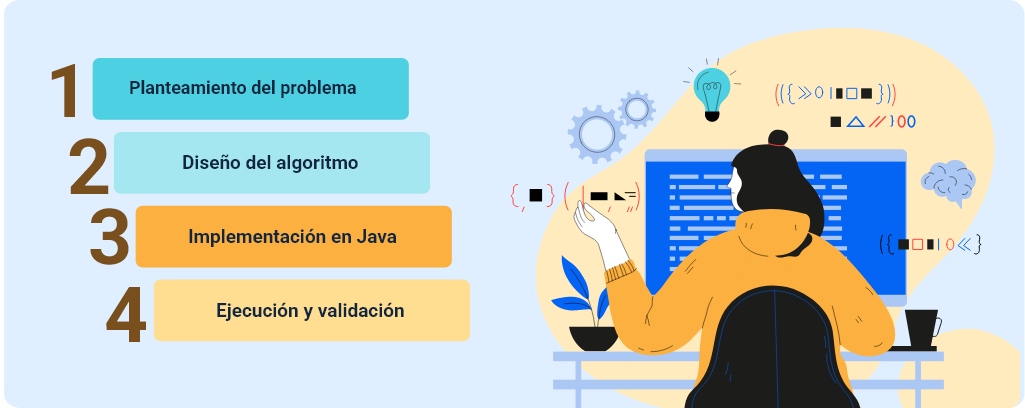 1 Planteamiento del problema
2 Diseño del algoritmo
3 Implementación en Java
4 Ejecución y validación